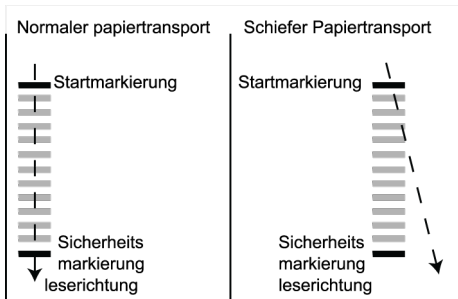 Normaler papiertransport
Startmarkierung
Sicherheits
markierung
leserichtung
Schiefer Papiertransport
Startmarkierung
Sicherheits
markierung
leserichtung